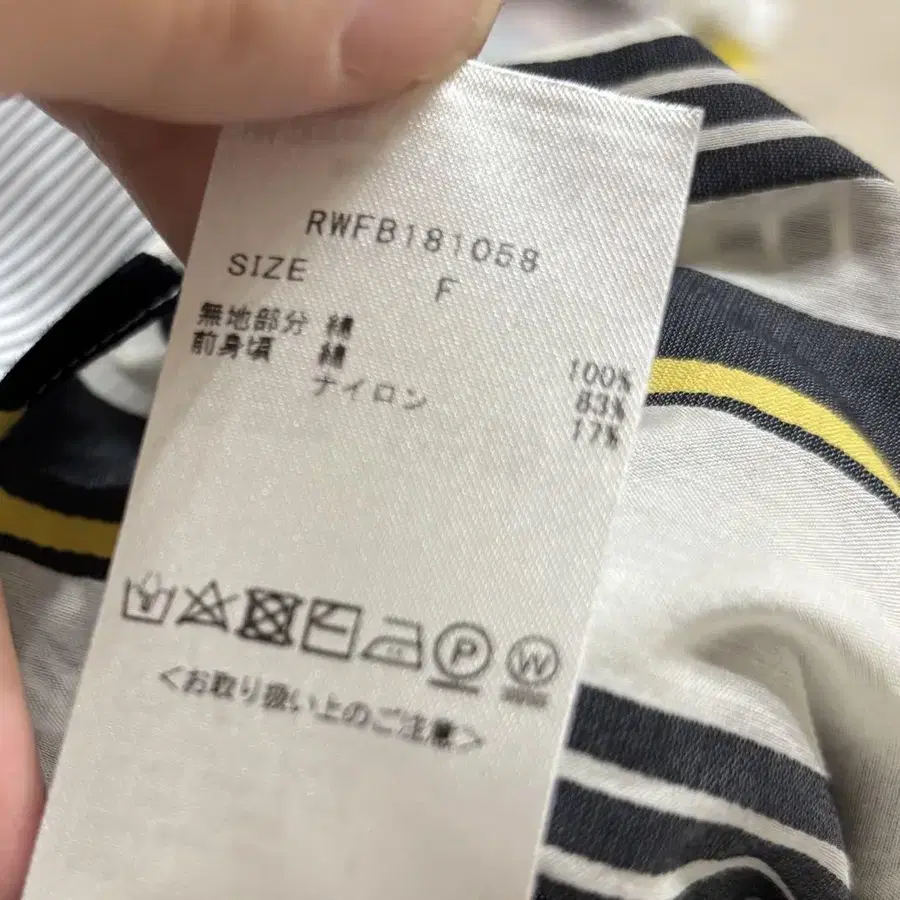 RWFB181058
SIZE F
無地部分 綿 100%
前身頃 綿 83%
ナイロン 17%
P W
<お取り扱い上のご注意>